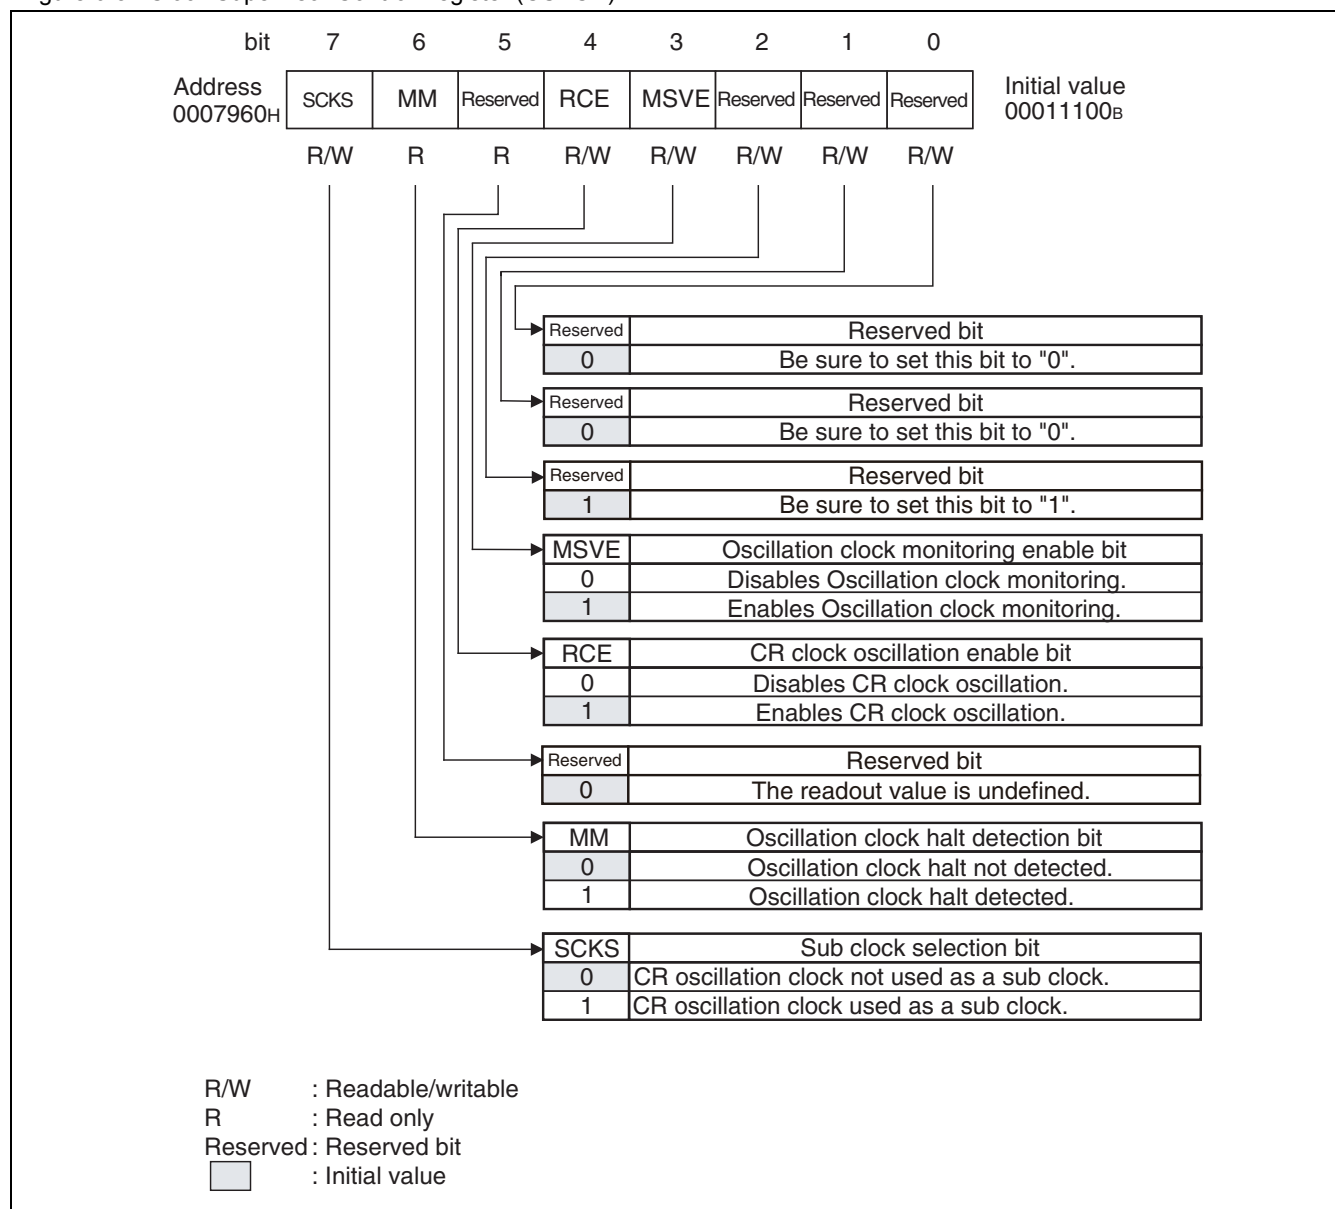 bit 7 6 5 4 3 2 1 0
Address
0007960H
SCKS MM Reserved RCE MSVE Reserved Reserved Reserved
Initial value
00011100B
R/W R R R/W R/W R/W R/W R/W
Reserved Reserved bit
0 Be sure to set this bit to "0".
Reserved Reserved bit
0 Be sure to set this bit to "0".
Reserved Reserved bit
1 Be sure to set this bit to "1".
MSVE Oscillation clock monitoring enable bit
0 Disables Oscillation clock monitoring.
1 Enables Oscillation clock monitoring.
RCE CR clock oscillation enable bit
0 Disables CR clock oscillation.
1 Enables CR clock oscillation.
Reserved Reserved bit
0 The readout value is undefined.
MM Oscillation clock halt detection bit
0 Oscillation clock halt not detected.
1 Oscillation clock halt detected.
SCKS Sub clock selection bit
0 CR oscillation clock not used as a sub clock.
1 CR oscillation clock used as a sub clock.
R/W : Readable/writable
R : Read only
Reserved : Reserved bit
: Initial value